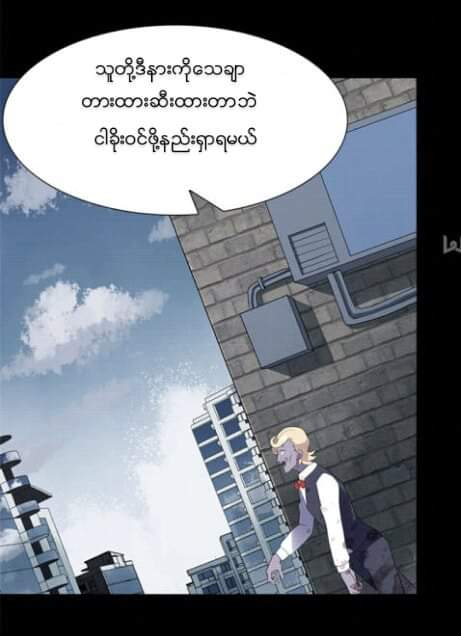 သူတို့ဒီနားကိုသေချာ
တားထားဆီးထားတာဘဲ
ငါခိုးဝင်ဖို့နည်းရှာရမယ်